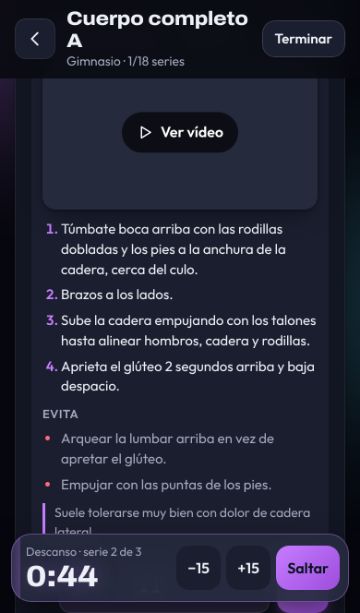 Cuerpo completo
A
Gimnasio · 1/18 series
Terminar
Ver vídeo
1. Túmbate boca arriba con las rodillas
dobladas y los pies a la anchura de la
cadera, cerca del culo.
2. Brazos a los lados.
3. Sube la cadera empujando con los talones
hasta alinear hombros, cadera y rodillas.
4. Aprieta el glúteo 2 segundos arriba y baja
despacio.
EVITA
• Arquear la lumbar arriba en vez de
apretar el glúteo.
• Empujar con las puntas de los pies.
Suele tolerarse muy bien con dolor de cadera
lateral
Descanso · serie 2 de 3
0:44
−15
+15
Saltar